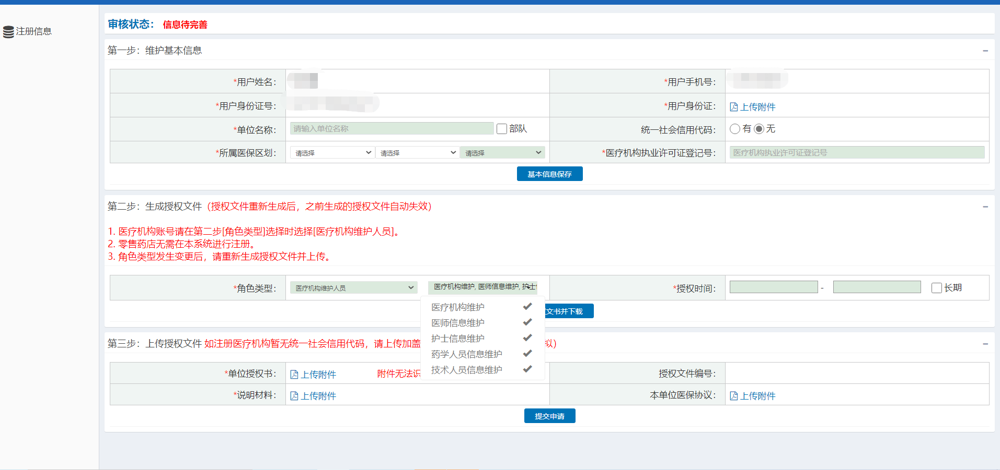 注册信息
审核状态： 信息待完善
第一步：维护基本信息
*用户姓名：
*用户手机号：
*用户身份证号：
*用户身份证： 上传附件
*单位名称： 请输入单位名称 部队
统一社会信用代码： 有 无
*所属医保区划： 请选择 请选择 请选择
*医疗机构执业许可证登记号： 医疗机构执业许可证登记号
基本信息保存
第二步：生成授权文件（授权文件重新生成后，之前生成的授权文件自动失效）
1. 医疗机构账号请在第二步[角色类型]选择时选择[医疗机构维护人员]。
2. 零售药店无需在本系统进行注册。
3. 角色类型发生变更后，请重新生成授权文件并上传。
*角色类型： 医疗机构维护人员 医疗机构维护, 医师信息维护, 护士
*授权时间： - 长期
医疗机构维护
医师信息维护
护士信息维护
药学人员信息维护
技术人员信息维护
文书并下载
第三步：上传授权文件 如注册医疗机构暂无统一社会信用代码，请上传加盖
拟）
*单位授权书： 上传附件 附件无法识
授权文件编号：
*说明材料： 上传附件
本单位医保协议： 上传附件
提交申请